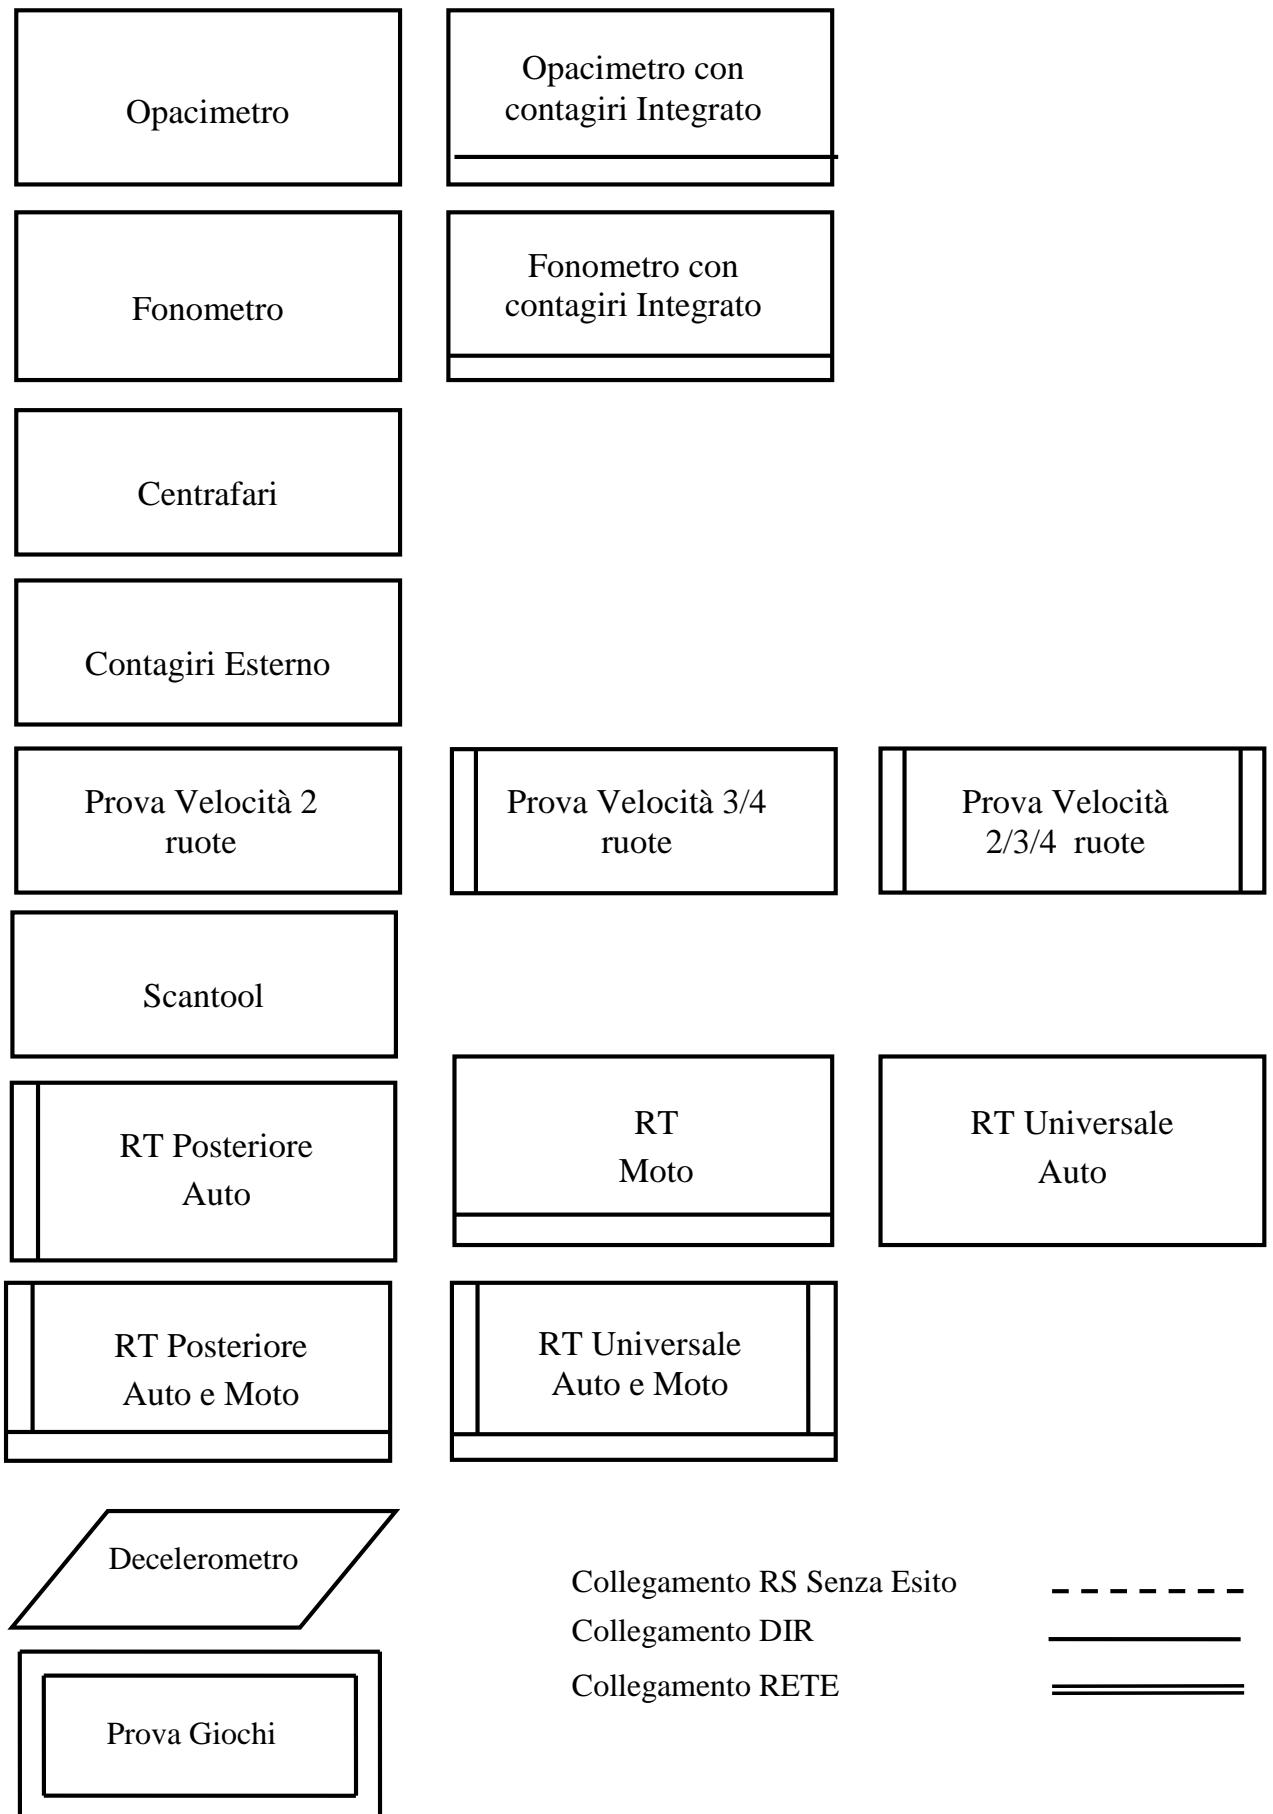 Opacimetro
Opacimetro con
contagiri Integrato
Fonometro
Fonometro con
contagiri Integrato
Centrafari
Contagiri Esterno
Prova Velocità 2
ruote
Prova Velocità 3/4
ruote
Prova Velocità
2/3/4 ruote
Scantool
RT Posteriore
Auto
RT
Moto
RT Universale
Auto
RT Posteriore
Auto e Moto
RT Universale
Auto e Moto
Decelerometro
Collegamento RS Senza Esito
Collegamento DIR
Collegamento RETE
Prova Giochi